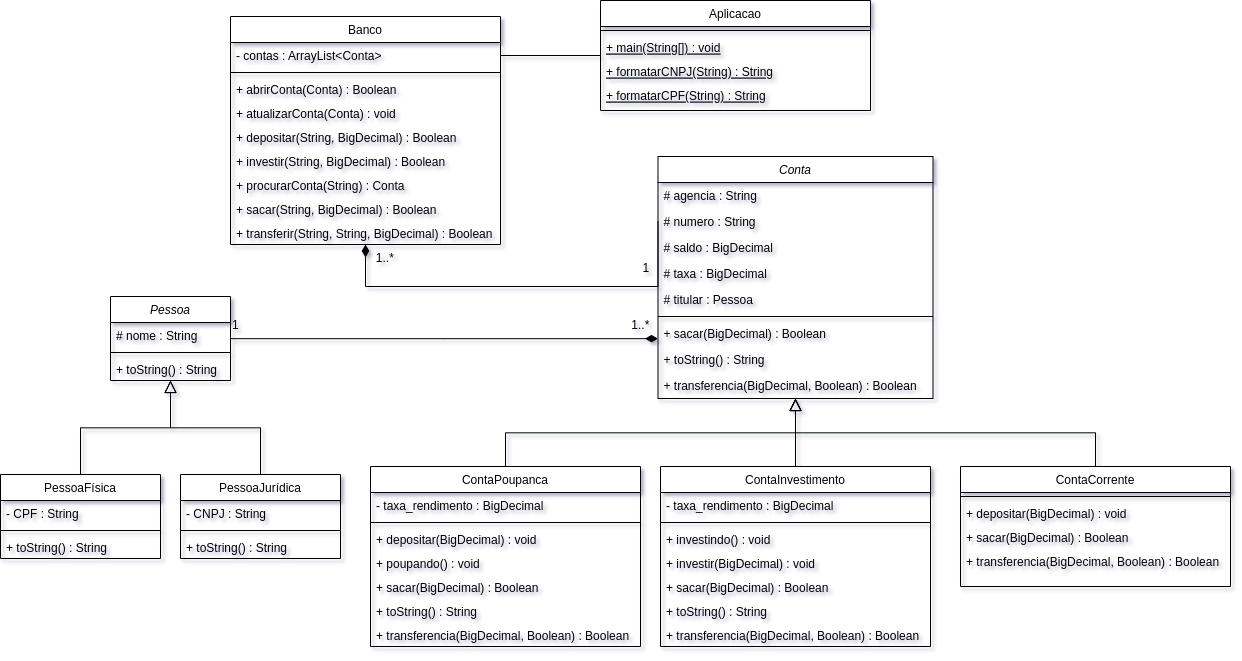 Banco
- contas : ArrayList<Conta>
+ abrirConta(Conta) : Boolean
+ atualizarConta(Conta) : void
+ depositar(String, BigDecimal) : Boolean
+ investir(String, BigDecimal) : Boolean
+ procurarConta(String) : Conta
+ sacar(String, BigDecimal) : Boolean
+ transferir(String, String, BigDecimal) : Boolean
Aplicacao
+ main(String[]) : void
+ formatarCNPJ(String) : String
+ formatarCPF(String) : String
1..*
1
Conta
# agencia : String
# numero : String
# saldo : BigDecimal
# taxa : BigDecimal
# titular : Pessoa
+ sacar(BigDecimal) : Boolean
+ toString() : String
+ transferencia(BigDecimal, Boolean) : Boolean
Pessoa
# nome : String
+ toString() : String
1
1..*
PessoaFísica
- CPF : String
+ toString() : String
PessoaJurídica
- CNPJ : String
+ toString() : String
ContaPoupanca
- taxa_rendimento : BigDecimal
+ depositar(BigDecimal) : void
+ poupando() : void
+ sacar(BigDecimal) : Boolean
+ toString() : String
+ transferencia(BigDecimal, Boolean) : Boolean
ContaInvestimento
- taxa_rendimento : BigDecimal
+ investindo() : void
+ investir(BigDecimal) : void
+ sacar(BigDecimal) : Boolean
+ toString() : String
+ transferencia(BigDecimal, Boolean) : Boolean
ContaCorrente
+ depositar(BigDecimal) : void
+ sacar(BigDecimal) : Boolean
+ transferencia(BigDecimal, Boolean) : Boolean